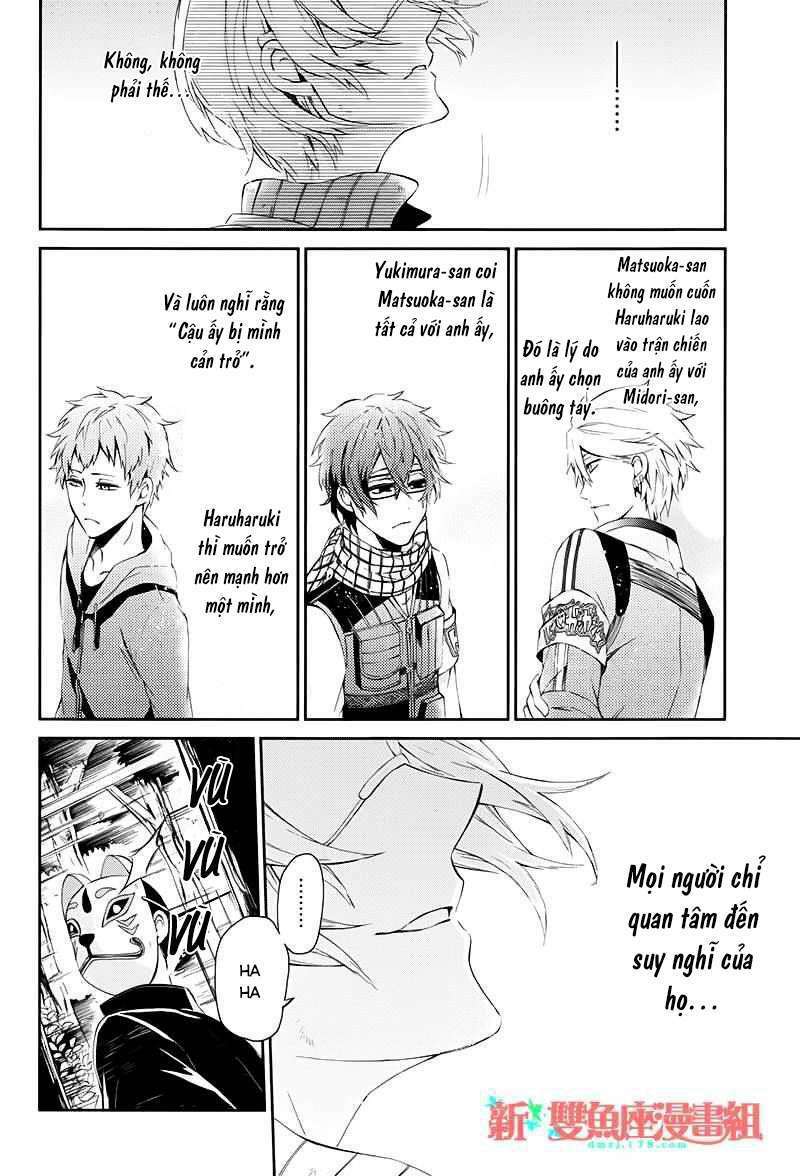 ..........
Không, không
phải thế...
Matsuoka-san
không muốn cuốn
Haruharuki lao
vào trận chiến
của anh ấy với
Midori-san,
Đó là lý do
anh ấy chọn
buông tay.
Yukimura-san coi
Matsuoka-san là
tất cả với anh ấy,
Và luôn nghĩ rằng
“Cậu ấy bị mình
cản trở”.
Haruharuki
thì muốn trở
nên mạnh hơn
một mình,
Mọi người chỉ
quan tâm đến
suy nghĩ của
họ...
..........
HA
HA
VÙ
VÙ
VÙ
新 雙魚座漫畫組
dmzj.178.com